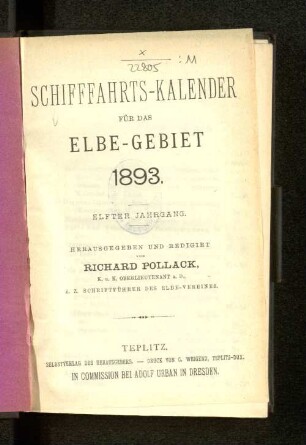 x
22805 : 11
SCHIFFFAHRTS-KALENDER
FÜR DAS
ELBE-GEBIET
1893.
ELFTER JAHRGANG.
HERAUSGEGEBEN UND REDIGIRT
VON
RICHARD POLLACK,
K. u. K. OBERLIEUTENANT a. D.,
d. Z. SCHRIFTFÜHRER DES ELBE-VEREINES.
TEPLITZ.
SELBSTVERLAG DES HERAUSGEBERS. — DRUCK VON C. WEIGEND, TEPLITZ-
IN COMMISSION BEI ADOLF URBAN IN DRESDEN.